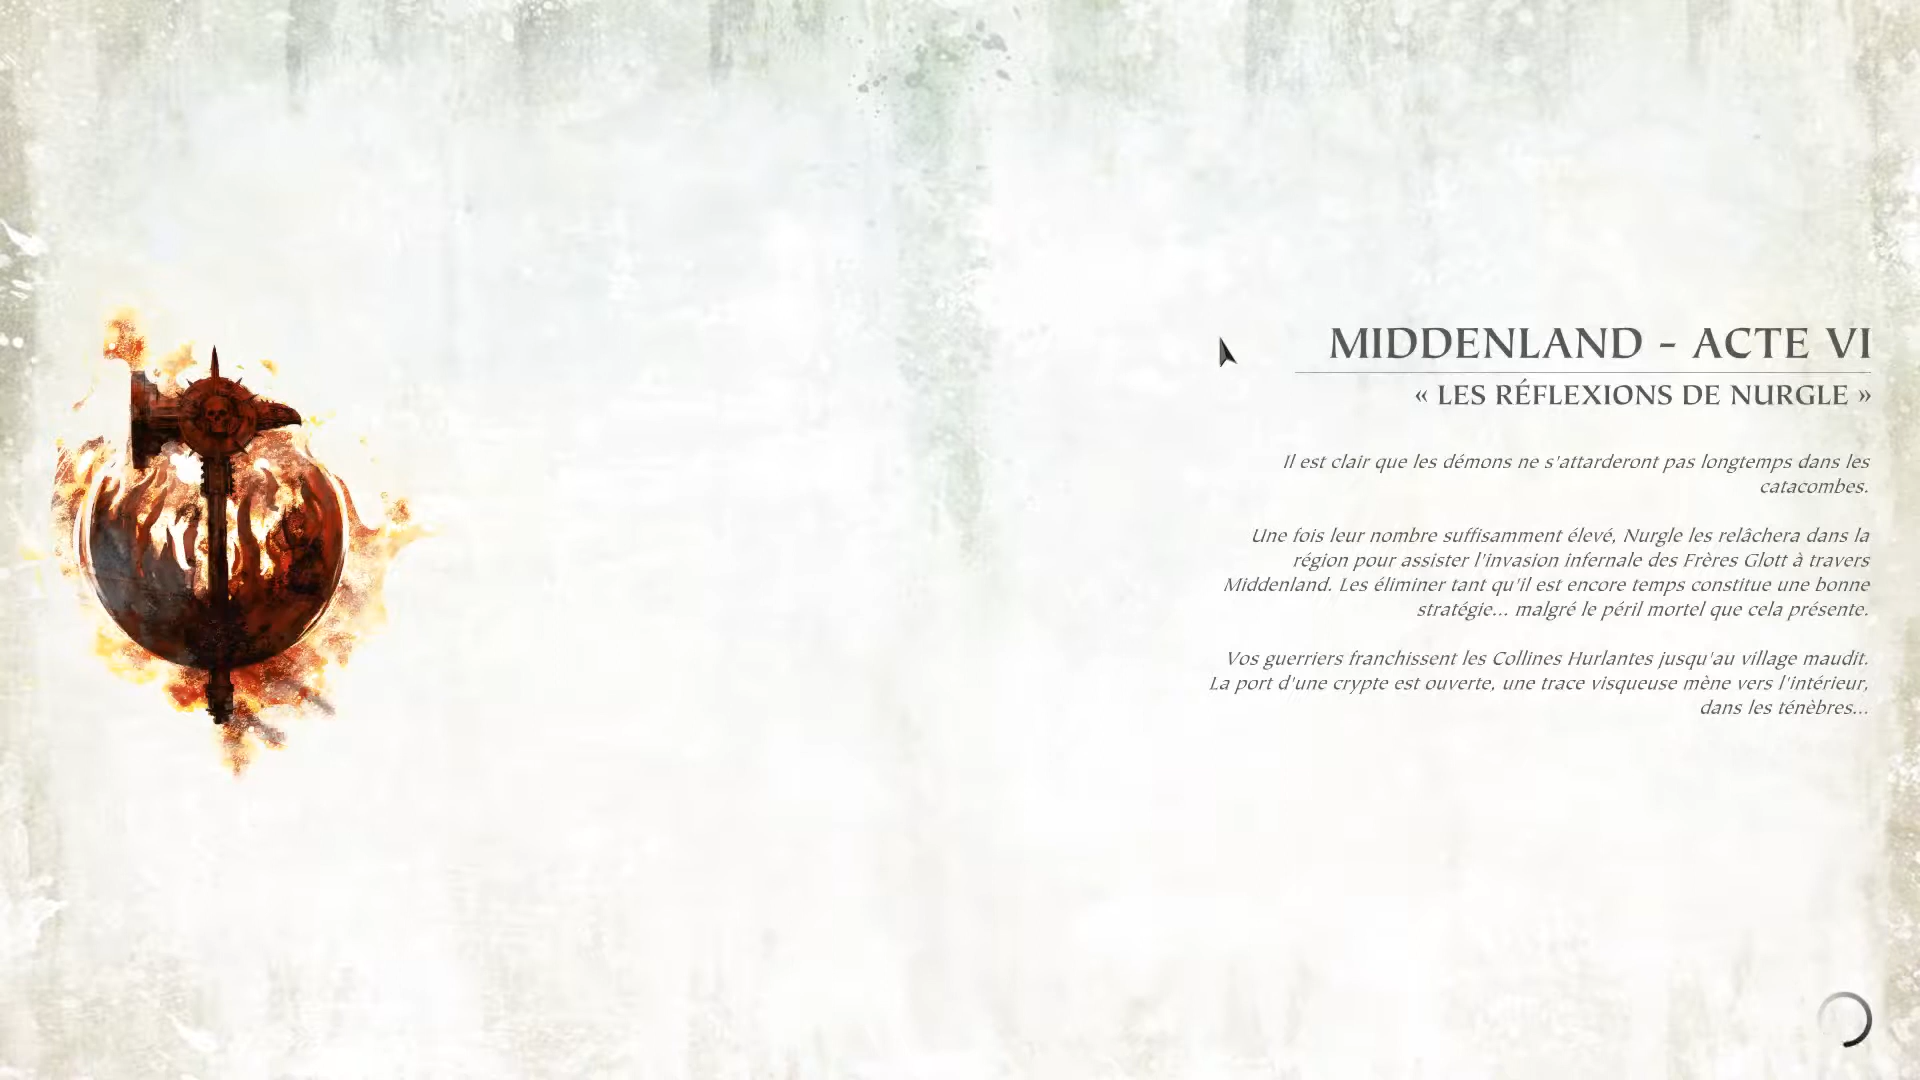 MIDDENLAND - ACTE VI
« LES RÉFLEXIONS DE NURGLE »
Il est clair que les démons ne s'attarderont pas longtemps dans les
catacombes.
Une fois leur nombre suffisamment élevé, Nurgle les relâchera dans la
région pour assister l'invasion infernale des Frères Glott à travers
Middenland. Les éliminer tant qu'il est encore temps constitue une bonne
stratégie... malgré le péril mortel que cela présente.
Vos guerriers franchissent les Collines Hurlantes jusqu'au village maudit.
La port d'une crypte est ouverte, une trace visqueuse mène vers l'intérieur,
dans les ténèbres...